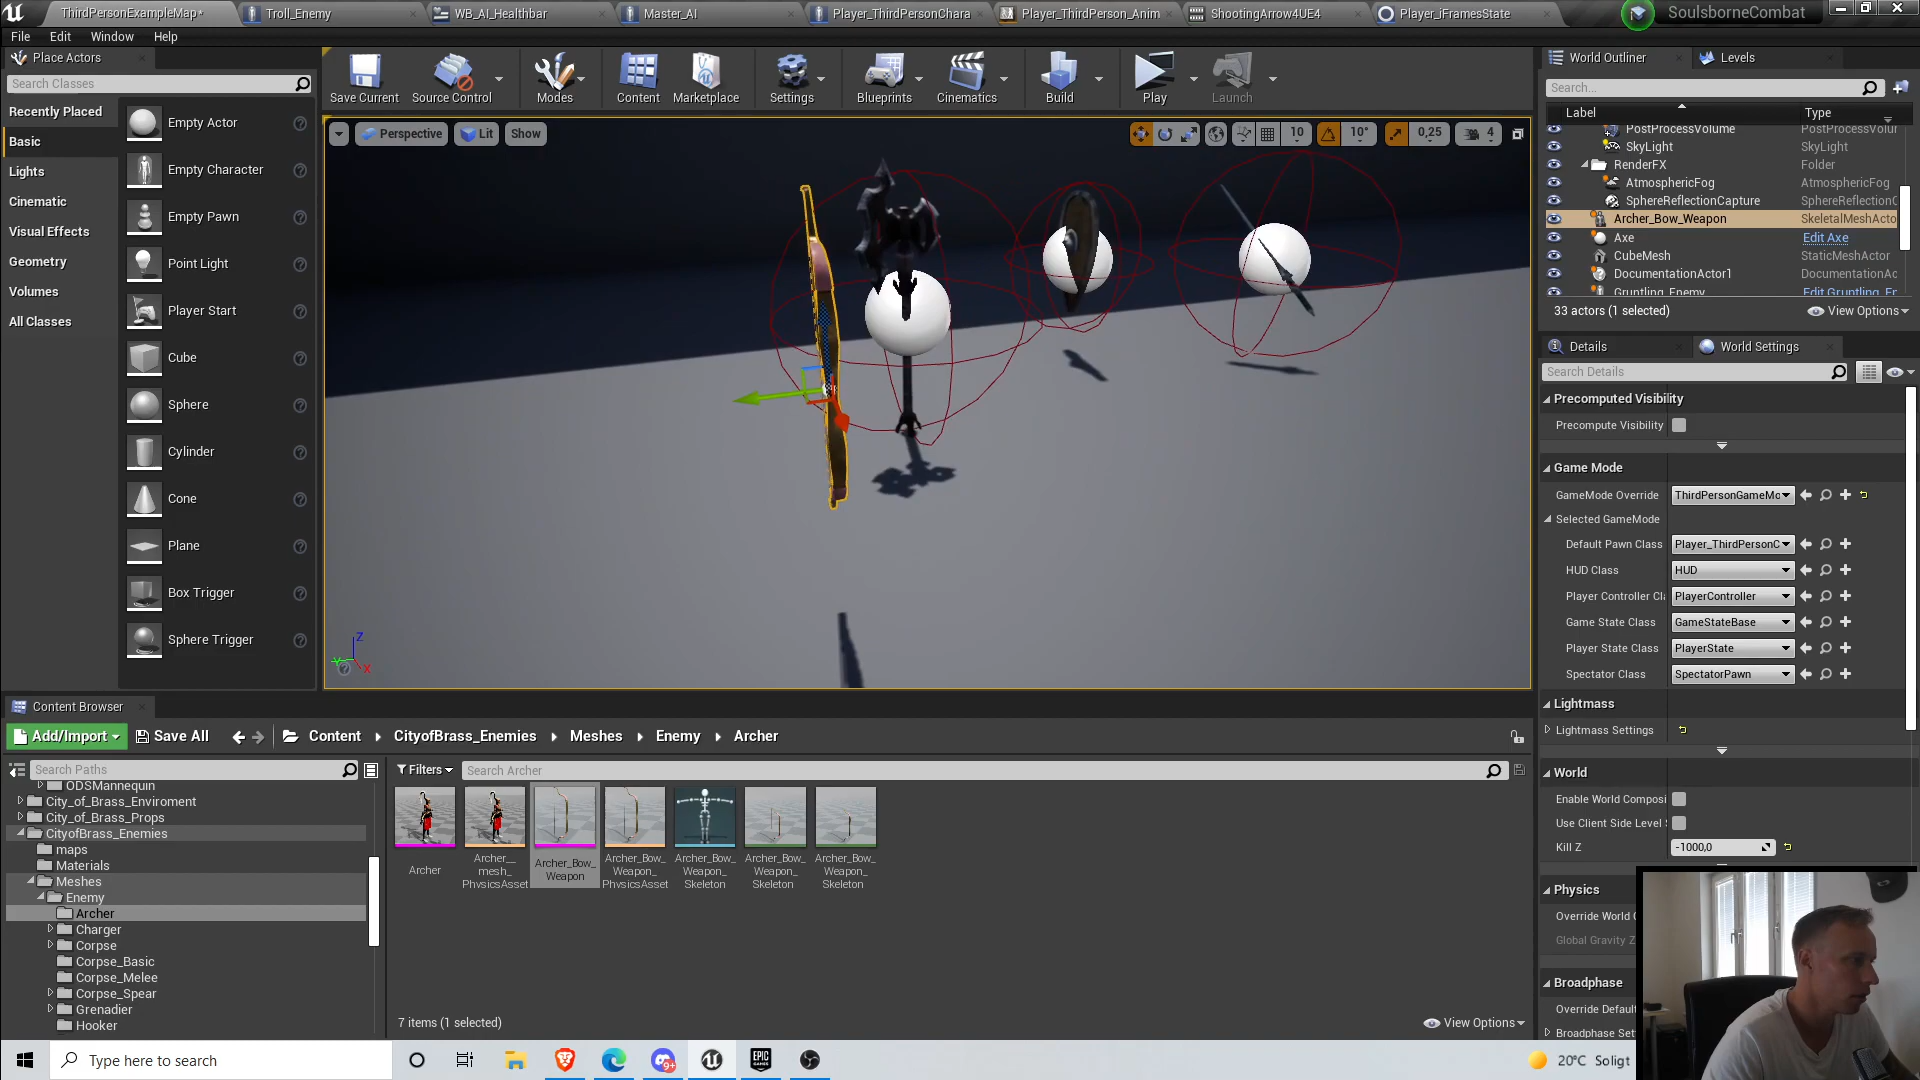 ThirdPersonExampleMap*
Troll_Enemy
WB_AI_Healthbar
Master_AI
Player_ThirdPersonChara
Player_ThirdPerson_Anim
ShootingArrow4UE4
Player_iFramesState
SoulsborneCombat
File Edit Window Help
Place Actors
Search Classes
Recently Placed
Basic
Lights
Cinematic
Visual Effects
Geometry
Volumes
All Classes
Empty Actor
Empty Character
Empty Pawn
Point Light
Player Start
Cube
Sphere
Cylinder
Cone
Plane
Box Trigger
Sphere Trigger
Save Current
Source Control
Modes
Content
Marketplace
Settings
Blueprints
Cinematics
Build
Play
Launch
Perspective Lit Show
10 10° 0,25 4
Z
X
World Outliner
Levels
Search...
Label Type
PostProcessVolume PostProcessVolur
SkyLight SkyLight
RenderFX Folder
AtmosphericFog AtmosphericFog
SphereReflectionCapture SphereReflectionC
Archer_Bow_Weapon SkeletalMeshActo
Axe Edit Axe
CubeMesh StaticMeshActor
DocumentationActor1 DocumentationAc
Gruntling_Enemy Edit Gruntling_Er
33 actors (1 selected) View Options
Details
World Settings
Search Details
Precomputed Visibility
Precompute Visibility
Game Mode
GameMode Override ThirdPersonGameMo
Selected GameMode
Default Pawn Class Player_ThirdPersonC
HUD Class HUD
Player Controller Cl PlayerController
Game State Class GameStateBase
Player State Class PlayerState
Spectator Class SpectatorPawn
Lightmass
Lightmass Settings
World
Enable World Composi
Use Client Side Level
Kill Z -1000,0
Physics
Override World
Global Gravity Z
Broadphase
Override Default
Broadphase Set
Content Browser
Add/Import Save All Content CityofBrass_Enemies Meshes Enemy Archer
Search Paths
Filters Search Archer
ODSMannequin
City_of_Brass_Enviroment
City_of_Brass_Props
CityofBrass_Enemies
maps
Materials
Meshes
Enemy
Archer
Charger
Corpse
Corpse_Basic
Corpse_Melee
Corpse_Spear
Grenadier
Hooker
Archer
Archer__
mesh_
PhysicsAsset
Archer_Bow_
Weapon
Archer_Bow_
Weapon_
PhysicsAsset
Archer_Bow_
Weapon_
Skeleton
Archer_Bow_
Weapon_
Skeleton
Archer_Bow_
Weapon_
Skeleton
7 items (1 selected) View Options
Type here to search
9+
EPIC
GAMES
20°C Soligt